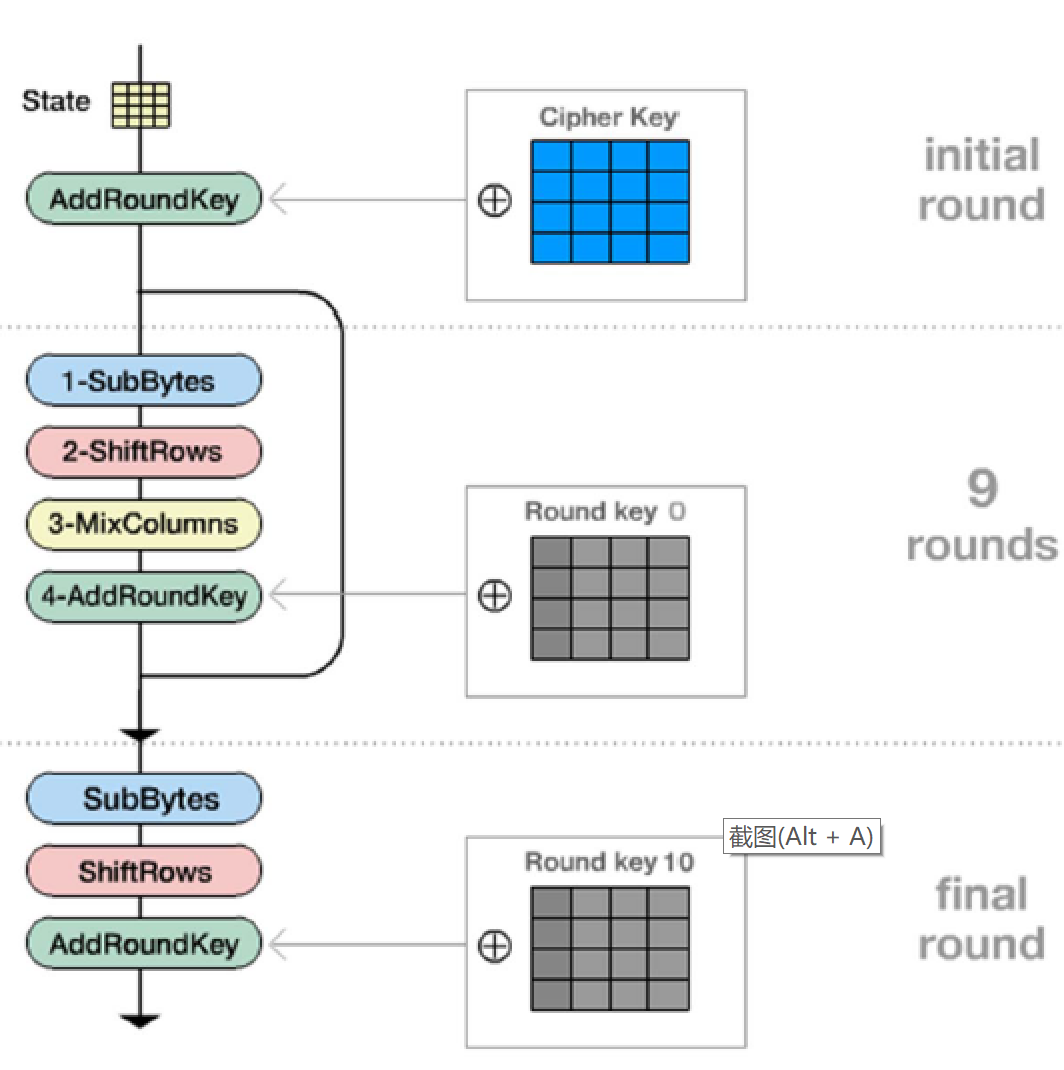 State
Cipher Key
initial
round
AddRoundKey
1-SubBytes
2-ShiftRows
3-MixColumns
4-AddRoundKey
Round key 0
9
rounds
SubBytes
ShiftRows
AddRoundKey
Round key 10
截图(Alt + A)
final
round